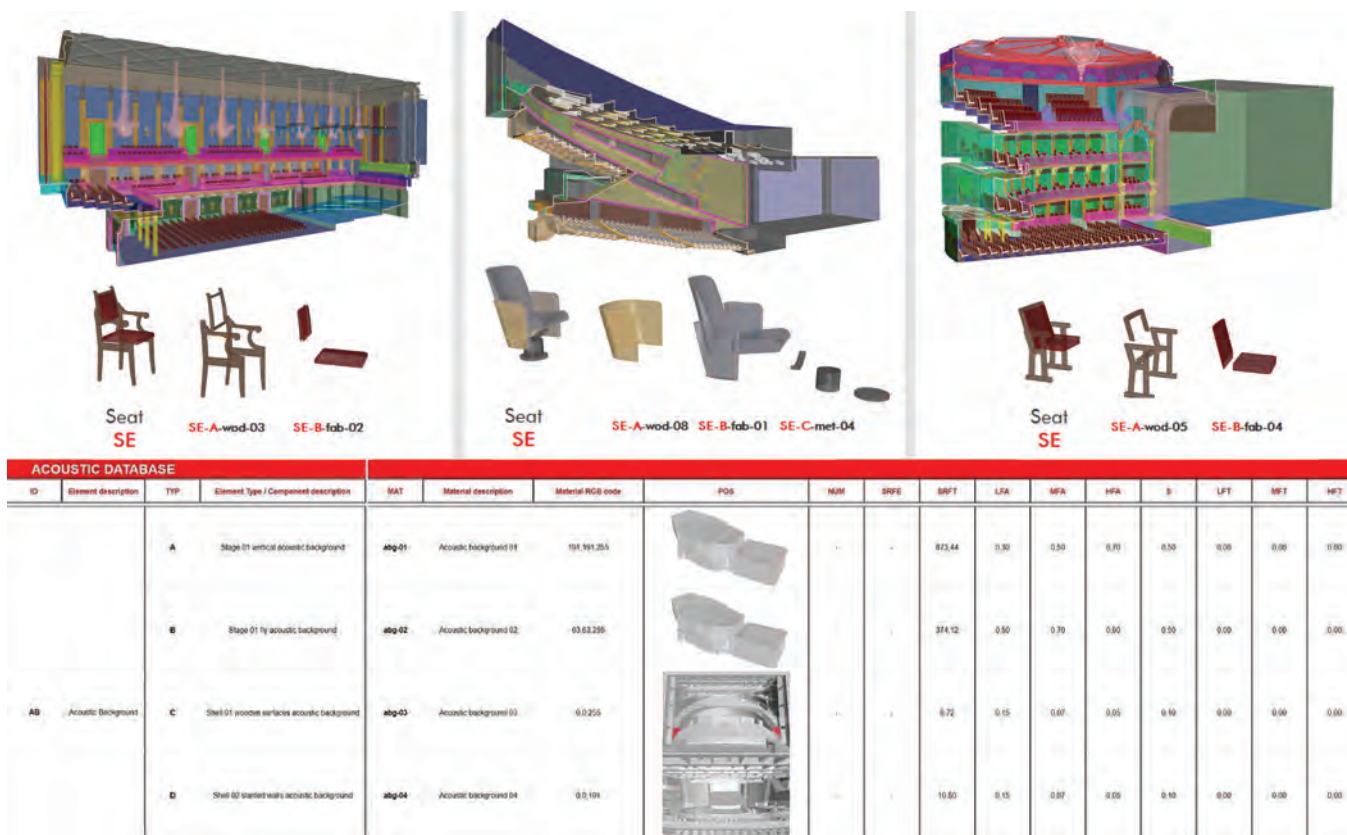 Seat
SE
SE-A-wod-03 SE-B-fab-02
Seat
SE
SE-A-wod-08 SE-B-fab-01 SE-C-met-04
Seat
SE
SE-A-wod-05 SE-B-fab-04
ACOUSTIC DATABASE
ID Element description TYP Element Type / Component description MAT Material description Material RGB code POS NUM SRFE SRFT LFA MFA HFA S LFT MFT HFT
A Stage 01 vertical acoustic background abg-01 Acoustic background 01 191,191,255 - - 873,44 0,30 0,50 0,70 0,50 0,00 0,00 0,00
B Stage 01 fly acoustic background abg-02 Acoustic background 02 63,63,255 - - 374,12 0,50 0,70 0,90 0,50 0,00 0,00 0,00
AB Acoustic Background C Shell 01 wooden surfaces acoustic background abg-03 Acoustic background 03 - - 6,72 0,15 0,07 0,05 0,10 0,00 0,00 0,00
D Shell 02 slanted walls acoustic background abg-04 Acoustic background 04 0,0,191 - - 10,50 0,15 0,07 0,05 0,10 0,00 0,00 0,00